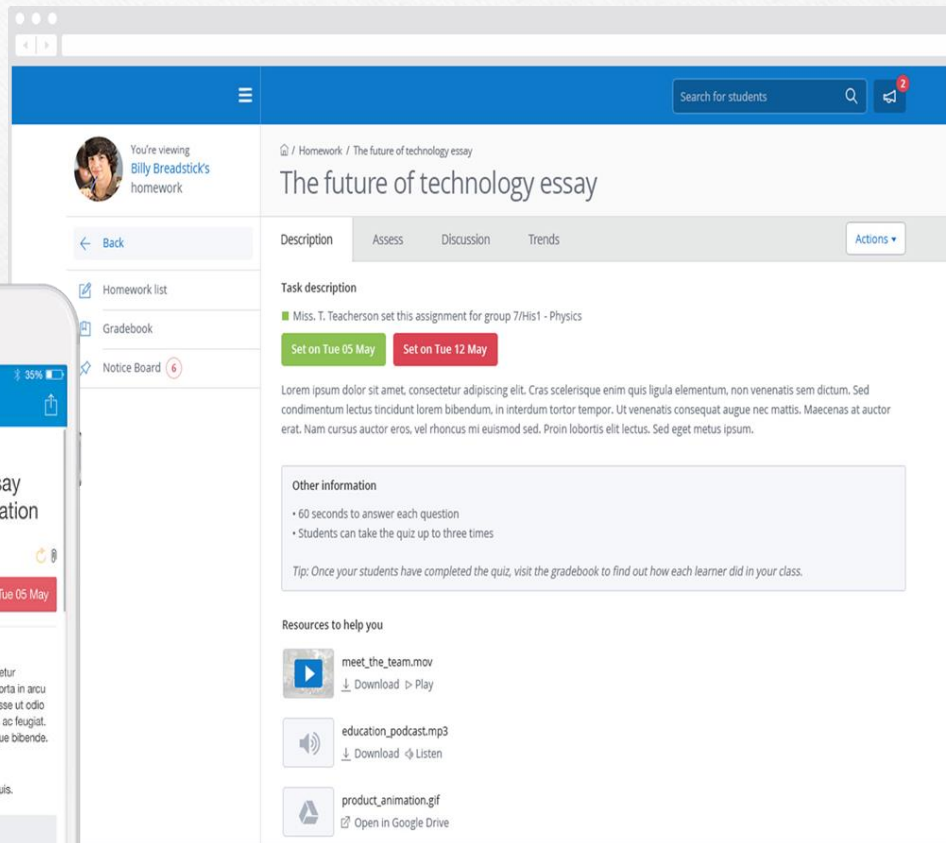 Search for students
2
You're viewing
Billy Breadstick's
homework
/ Homework / The future of technology essay
The future of technology essay
Back
Homework list
Gradebook
Notice Board 6
Description Assess Discussion Trends Actions
Task description
Miss. T. Teacherson set this assignment for group 7/His1 - Physics
Set on Tue 05 May Set on Tue 12 May
Lorem ipsum dolor sit amet, consectetur adipiscing elit. Cras scelerisque enim quis ligula elementum, non venenatis sem dictum. Sed
condimentum lectus tincidunt lorem bibendum, in interdum tortor tempor. Ut venenatis consequat augue nec mattis. Maecenas at auctor
erat. Nam cursus auctor eros, vel rhoncus mi euismod sed. Proin lobortis elit lectus. Sed eget metus ipsum.
Other information
• 60 seconds to answer each question
• Students can take the quiz up to three times
Tip: Once your students have completed the quiz, visit the gradebook to find out how each learner did in your class.
Resources to help you
meet_the_team.mov
Download Play
education_podcast.mp3
Download Listen
product_animation.gif
Open in Google Drive
35%
Tue 05 May
orta in arcu
sse ut odio
ac feugiat.
ue bibende.
uis.